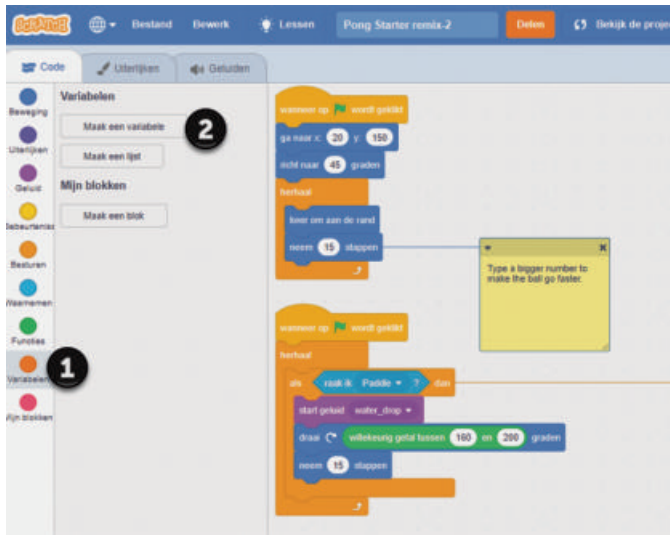 SCRATCH Bestand Bewerk Lessen Pong Starter remix-2 Delen Bekijk de proje
Code Uiterlijken Geluiden
Beweging
Uiterlijken
Geluid
Gebeurtenis
Besturen
Waarnemen
Functies
Variabelen
Mijn blokken
1
Variabelen
Maak een variabele
2
Maak een lijst
Mijn blokken
Maak een blok
wanneer op wordt geklikt
ga naar x: 20 y: 150
richt naar 45 graden
herhaal
keer om aan de rand
neem 15 stappen
Type a bigger number to
make the ball go faster.
wanneer op wordt geklikt
herhaal
als raak ik Paddle ? dan
start geluid water_drop
draai willekeurig getal tussen 160 en 200 graden
neem 15 stappen